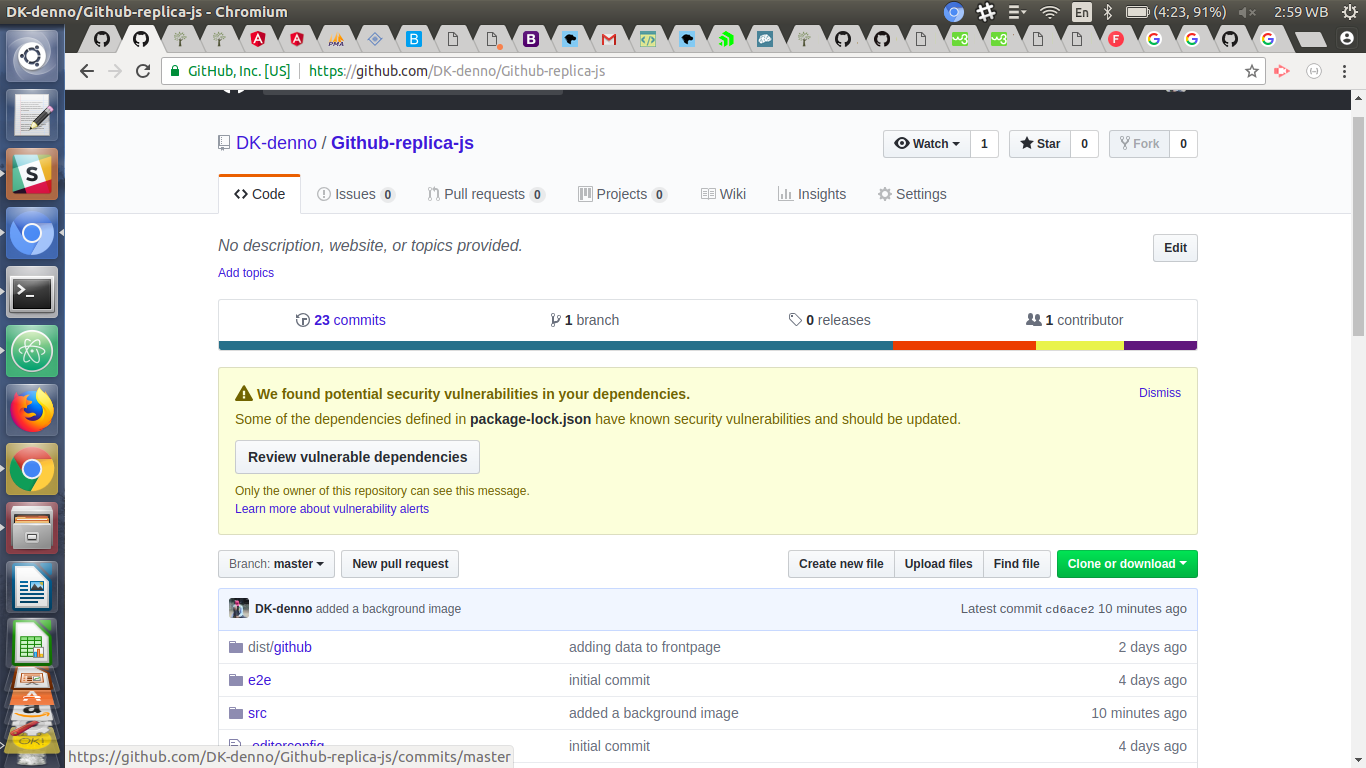 DK-denno/Github-replica-js - Chromium
En (4:23, 91%) 2:59 WB
GitHub, Inc. [US] https://github.com/DK-denno/Github-replica-js
DK-denno / Github-replica-js
Watch 1 Star 0 Fork 0
Code Issues 0 Pull requests 0 Projects 0 Wiki Insights Settings
No description, website, or topics provided.
Edit
Add topics
23 commits 1 branch 0 releases 1 contributor
We found potential security vulnerabilities in your dependencies.
Dismiss
Some of the dependencies defined in package-lock.json have known security vulnerabilities and should be updated.
Review vulnerable dependencies
Only the owner of this repository can see this message.
Learn more about vulnerability alerts
Branch: master New pull request Create new file Upload files Find file Clone or download
DK-denno added a background image Latest commit cd6ace2 10 minutes ago
dist/github adding data to frontpage 2 days ago
e2e initial commit 4 days ago
src added a background image 10 minutes ago
.editorconfig initial commit 4 days ago
https://github.com/DK-denno/Github-replica-js/commits/master